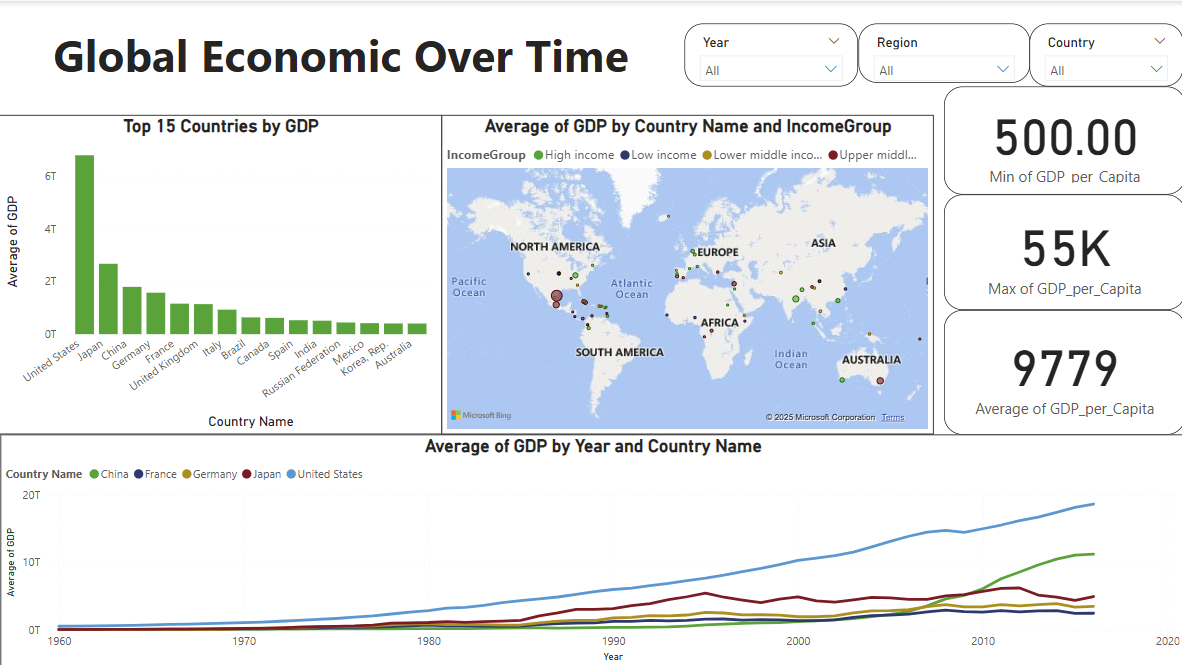 Global Economic Over Time
Year
All
Region
All
Country
All
Top 15 Countries by GDP
Average of GDP
6T
4T
2T
0T
United States
Japan
China
Germany
France
United Kingdom
Italy
Brazil
Canada
Spain
India
Russian Federation
Mexico
Korea, Rep.
Australia
Country Name
Average of GDP by Country Name and IncomeGroup
IncomeGroup High income Low income Lower middle inco... Upper middl...
NORTH AMERICA
EUROPE
ASIA
Pacific
Ocean
Atlantic
Ocean
AFRICA
SOUTH AMERICA
Indian
Ocean
AUSTRALIA
Microsoft Bing
© 2025 Microsoft Corporation Terms
500.00
Min of GDP_per_Capita
55K
Max of GDP_per_Capita
9779
Average of GDP_per_Capita
Average of GDP by Year and Country Name
Country Name China France Germany Japan United States
Average of GDP
20T
10T
0T
1960 1970 1980 1990 2000 2010 2020
Year